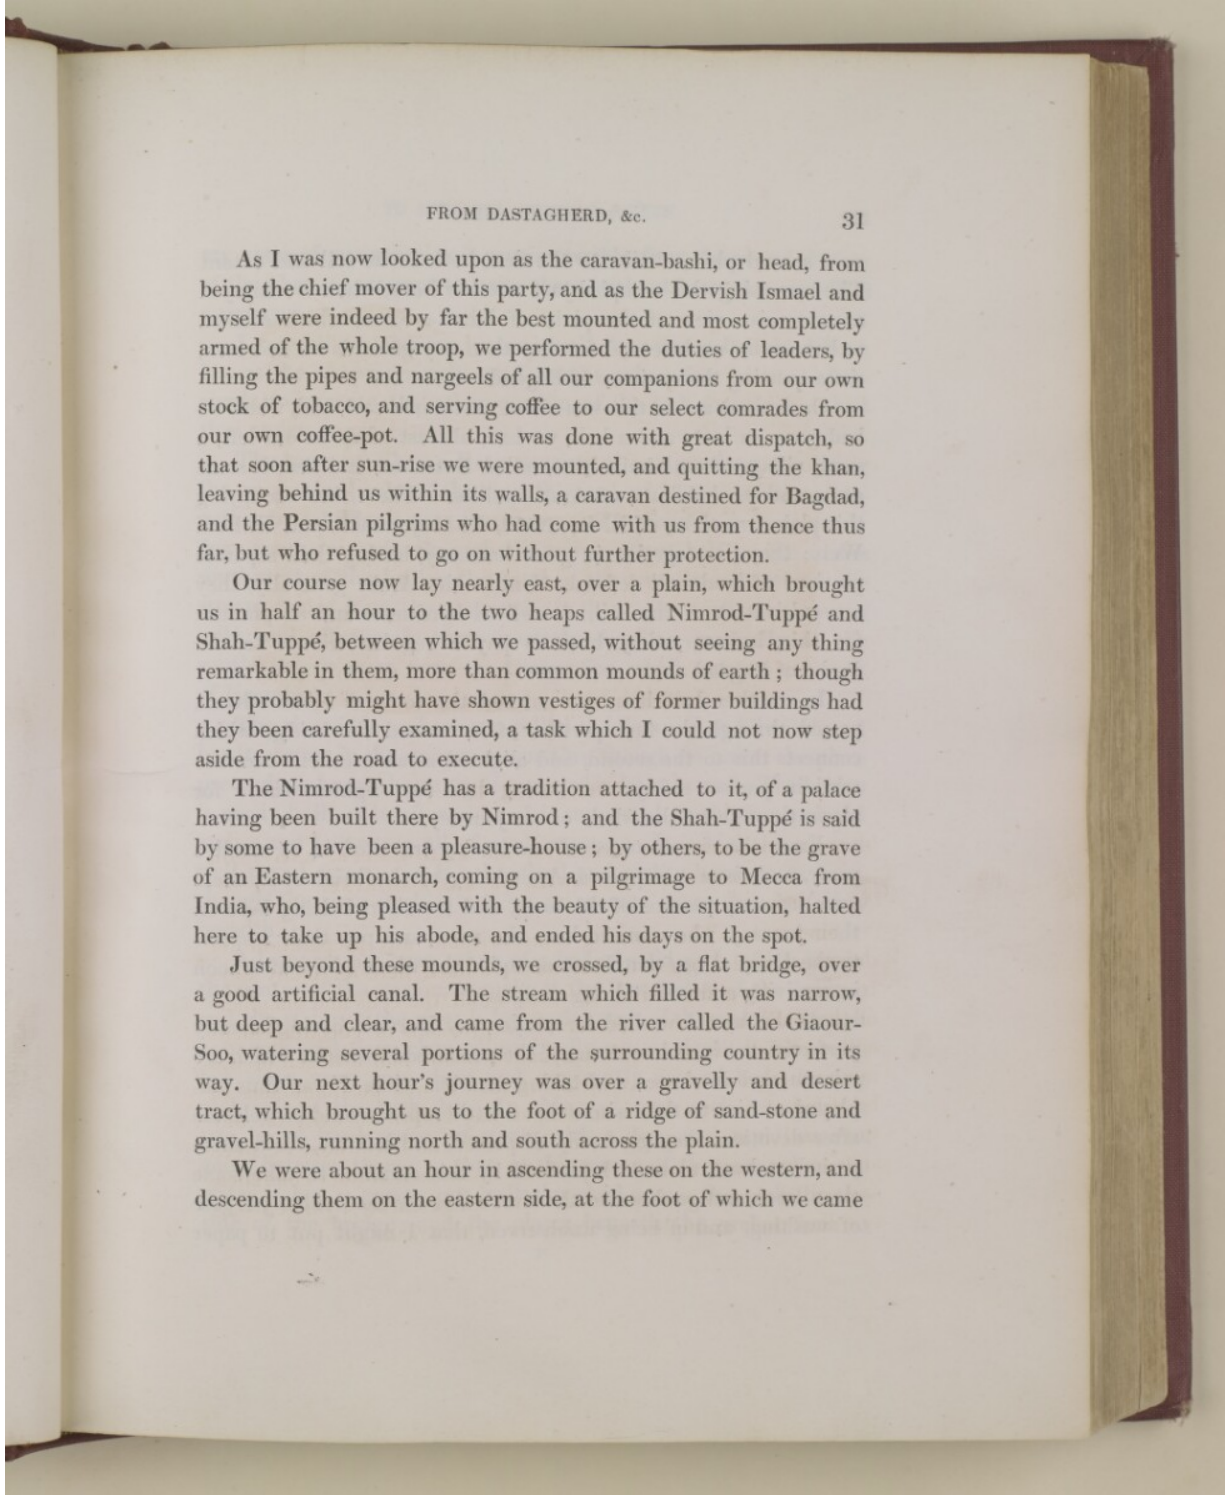 FROM DASTAGHERD, &c. 31
As I was now looked upon as the caravan-bashi, or head, from
being the chief mover of this party, and as the Dervish Ismael and
myself were indeed by far the best mounted and most completely
armed of the whole troop, we performed the duties of leaders, by
filling the pipes and nargeels of all our companions from our own
stock of tobacco, and serving coffee to our select comrades from
our own coffee-pot. All this was done with great dispatch, so
that soon after sun-rise we were mounted, and quitting the khan,
leaving behind us within its walls, a caravan destined for Bagdad,
and the Persian pilgrims who had come with us from thence thus
far, but who refused to go on without further protection.
Our course now lay nearly east, over a plain, which brought
us in half an hour to the two heaps called Nimrod-Tuppé and
Shah-Tuppé, between which we passed, without seeing any thing
remarkable in them, more than common mounds of earth ; though
they probably might have shown vestiges of former buildings had
they been carefully examined, a task which I could not now step
aside from the road to execute.
The Nimrod-Tuppé has a tradition attached to it, of a palace
having been built there by Nimrod ; and the Shah-Tuppé is said
by some to have been a pleasure-house ; by others, to be the grave
of an Eastern monarch, coming on a pilgrimage to Mecca from
India, who, being pleased with the beauty of the situation, halted
here to take up his abode, and ended his days on the spot.
Just beyond these mounds, we crossed, by a flat bridge, over
a good artificial canal. The stream which filled it was narrow,
but deep and clear, and came from the river called the Giaour-
Soo, watering several portions of the surrounding country in its
way. Our next hour's journey was over a gravelly and desert
tract, which brought us to the foot of a ridge of sand-stone and
gravel-hills, running north and south across the plain.
We were about an hour in ascending these on the western, and
descending them on the eastern side, at the foot of which we came